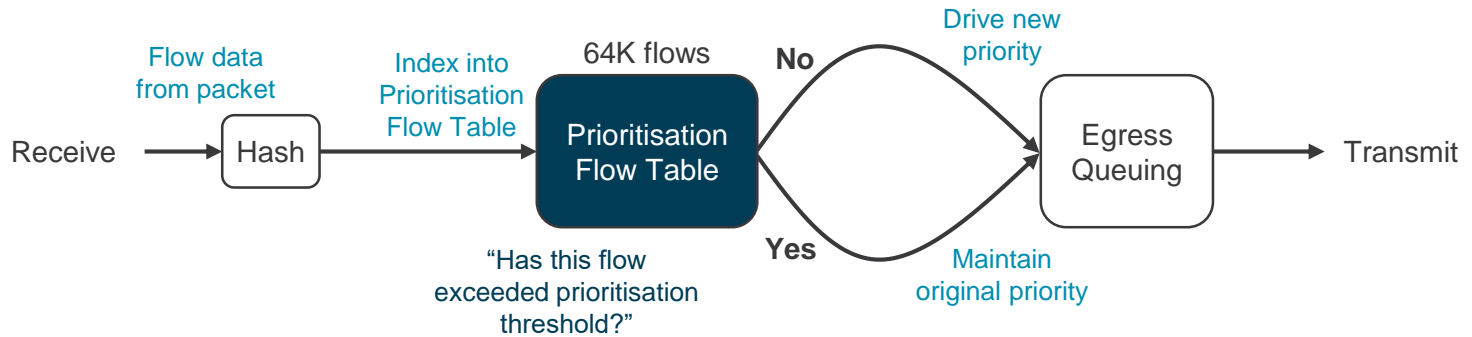 Receive
Flow data
from packet
Hash
Index into
Prioritisation
Flow Table
64K flows
Prioritisation
Flow Table
“Has this flow
exceeded prioritisation
threshold?”
No
Drive new
priority
Yes
Maintain
original priority
Egress
Queuing
Transmit